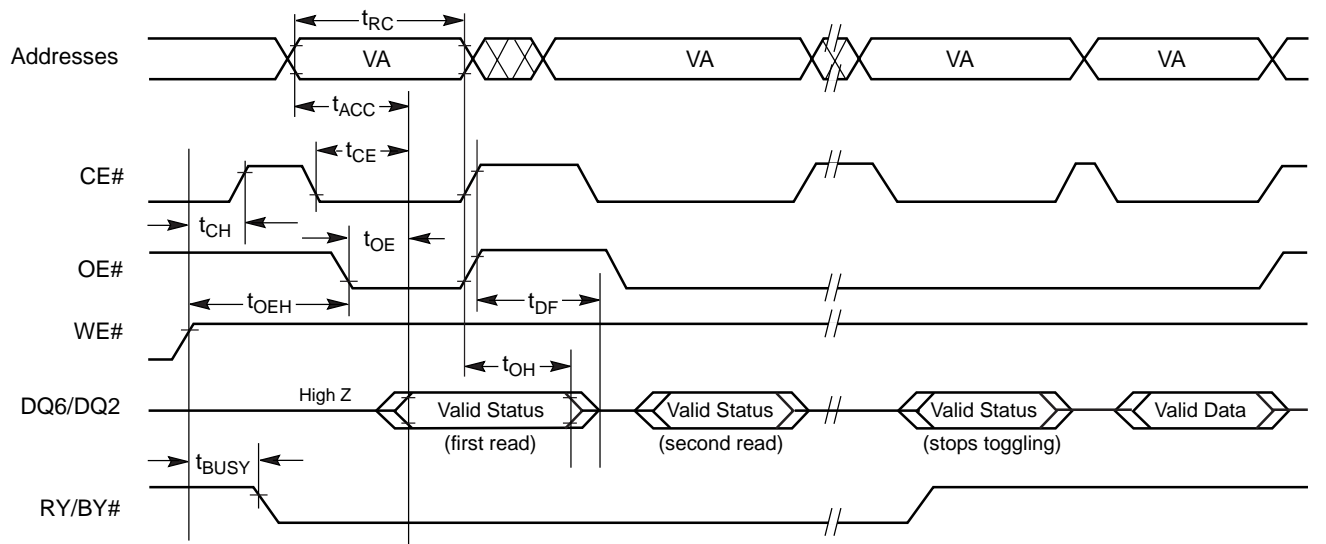 tRC
Addresses VA VA VA VA
tACC
tCE
CE#
tCH tOE
OE#
tOEH tDF
WE#
tOH
High Z
DQ6/DQ2 Valid Status Valid Status Valid Status Valid Data
(first read) (second read) (stops toggling)
tBUSY
RY/BY#